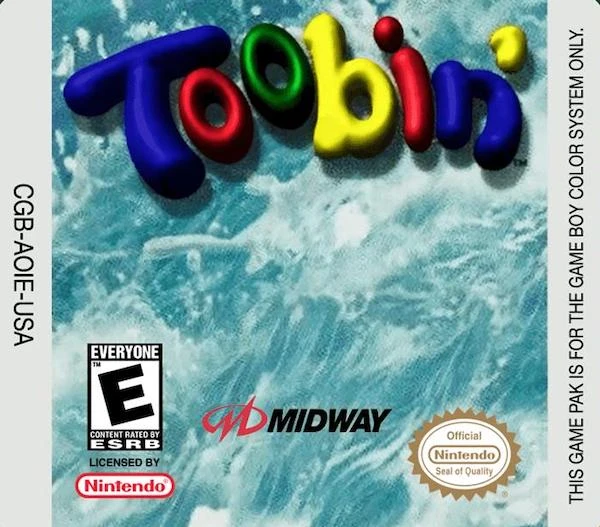 Toobin'
TM
CGB-AOIE-USA
THIS GAME PAK IS FOR THE GAME BOY COLOR SYSTEM ONLY.
EVERYONE
TM
E
CONTENT RATED BY
ESRB
LICENSED BY
Nintendo
MIDWAY
Official
Nintendo
Seal of Quality